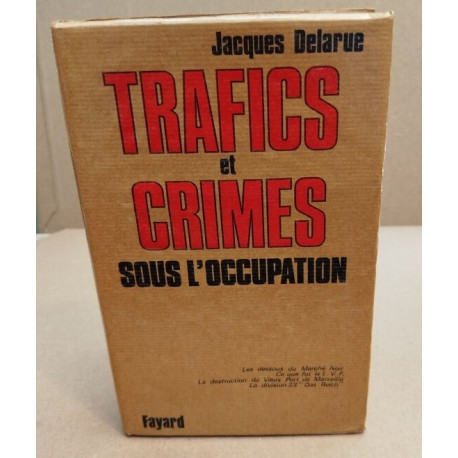 Jacques Delarue
TRAFICS
et
CRIMES
SOUS L'OCCUPATION
Les dessous du Marché Noir
Ce que fut la L.V.F.
La destruction du Vieux Port de Marseille
La division SS "Das Reich"
Fayard